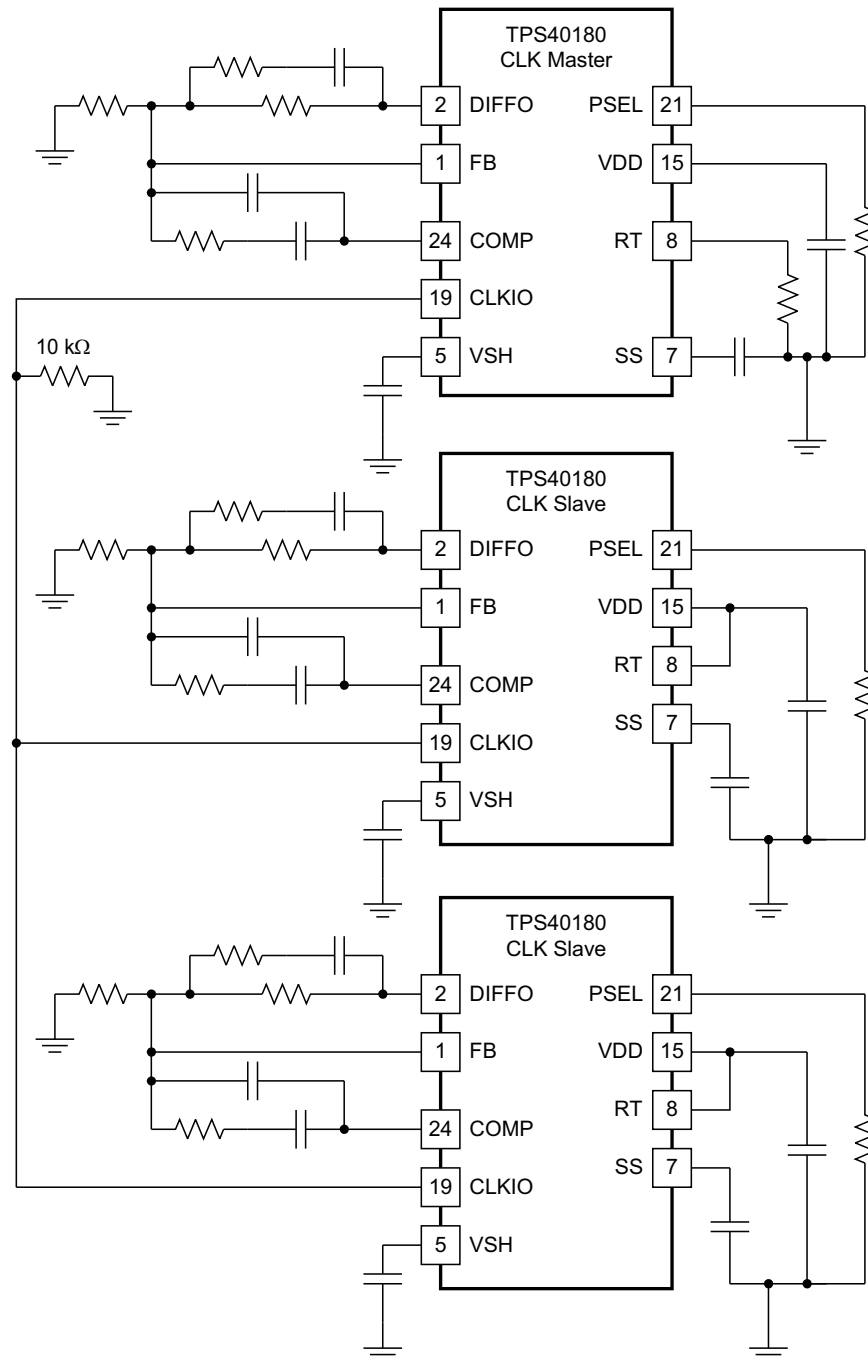 TPS40180
CLK Master
2 DIFFO PSEL 21
1 FB VDD 15
24 COMP RT 8
19 CLKIO
10 kΩ
5 VSH SS 7
TPS40180
CLK Slave
2 DIFFO PSEL 21
1 FB VDD 15
RT 8
24 COMP
SS 7
19 CLKIO
5 VSH
TPS40180
CLK Slave
2 DIFFO PSEL 21
1 FB VDD 15
RT 8
24 COMP
SS 7
19 CLKIO
5 VSH